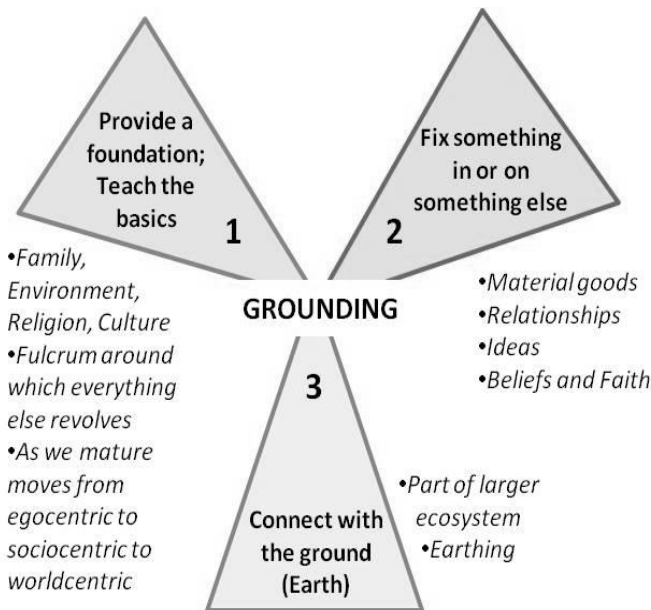 Provide a
foundation;
Teach the
basics
1
•Family,
Environment,
Religion, Culture
•Fulcrum around
which everything
else revolves
•As we mature
moves from
egocentric to
sociocentric to
worldcentric
Fix something
in or on
something else
2
•Material goods
•Relationships
•Ideas
•Beliefs and Faith
GROUNDING
3
Connect with
the ground
(Earth)
•Part of larger
ecosystem
•Earthing